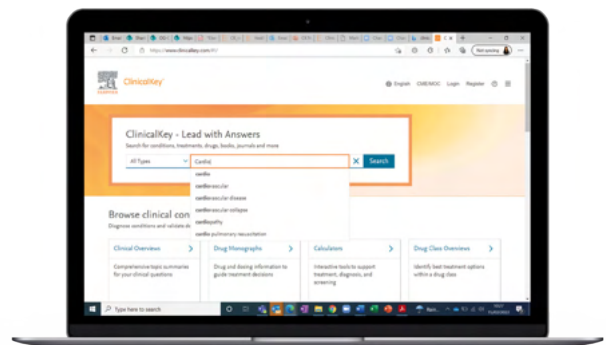 https://www.clinicalkey.com/#!/
Not syncing
ELSEVIER
ClinicalKey
English CME/MOC Login Register
ClinicalKey - Lead with Answers
Search for conditions, treatments, drugs, books, journals and more
All Types Cardio Search
cardio
cardiovascular
cardiovascular disease
cardiovascular collapse
cardiopathy
cardio pulmonary resuscitation
Browse clinical con
Diagnose conditions and validate
Clinical Overviews Drug Monographs Calculators Drug Class Overviews
Comprehensive topic summaries Drug and dosing information to Interactive tools to support Identify best treatment options
for your clinical questions guide treatment decisions treatment, diagnosis, and within a drug class
screening
Type here to search